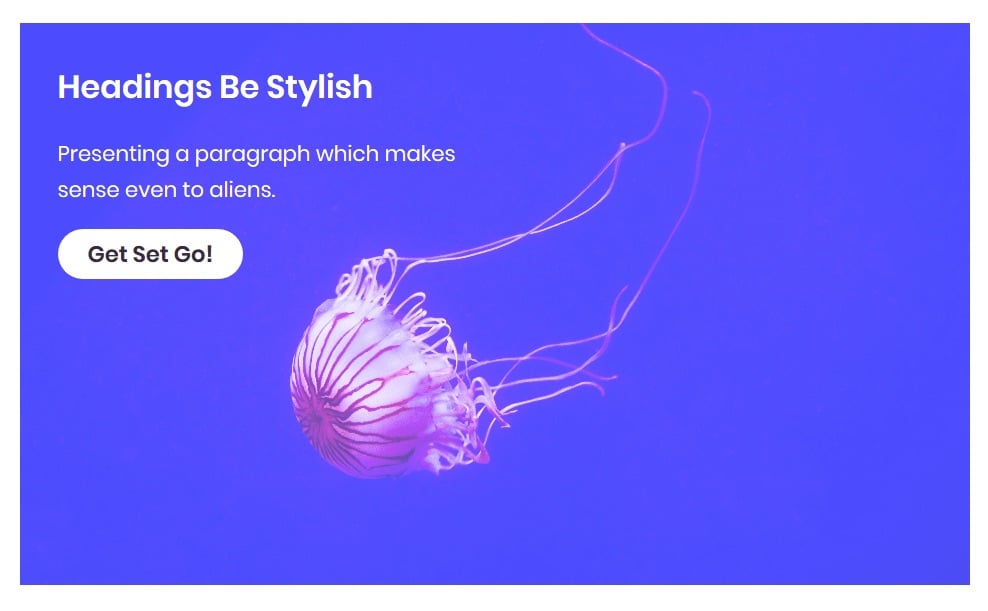 Headings Be Stylish
Presenting a paragraph which makes
sense even to aliens.
Get Set Go!